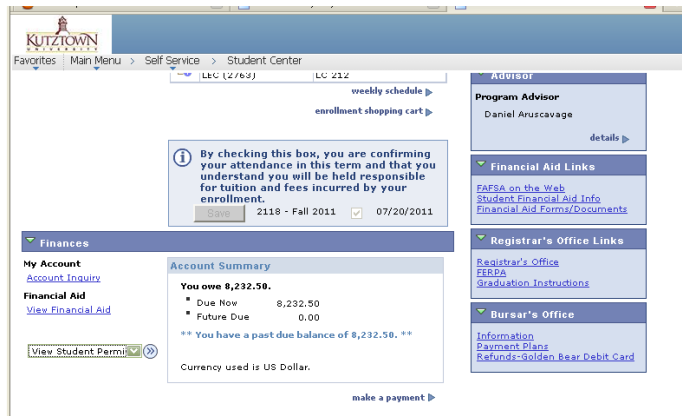 KUTZTOWN
UNIVERSITY
Favorites Main Menu > Self Service > Student Center
LEC (2763) LC 212
weekly schedule
enrollment shopping cart
By checking this box, you are confirming
your attendance in this term and that you
understand you will be held responsible
for tuition and fees incurred by your
enrollment.
Save 2118 - Fall 2011 07/20/2011
Finances
My Account
Account Inquiry
Financial Aid
View Financial Aid
View Student Permi
Account Summary
You owe 8,232.50.
Due Now 8,232.50
Future Due 0.00
** You have a past due balance of 8,232.50. **
Currency used is US Dollar.
make a payment
Advisor
Program Advisor
Daniel Aruscavage
details
Financial Aid Links
FAFSA on the Web
Student Financial Aid Info
Financial Aid Forms/Documents
Registrar's Office Links
Registrar's Office
FERPA
Graduation Instructions
Bursar's Office
Information
Payment Plans
Refunds-Golden Bear Debit Card